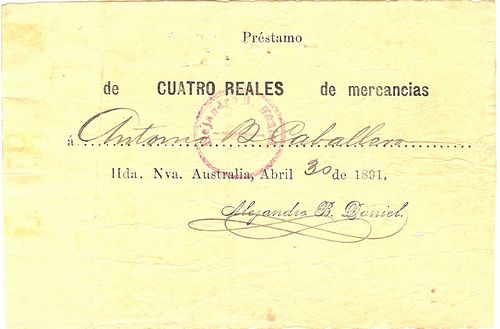 Préstamo
de CUATRO REALES de mercancias
á Antonio B Caballero
Hda. Nva. Australia, Abril 30 de 1891.
Alejandro B. Daniel.